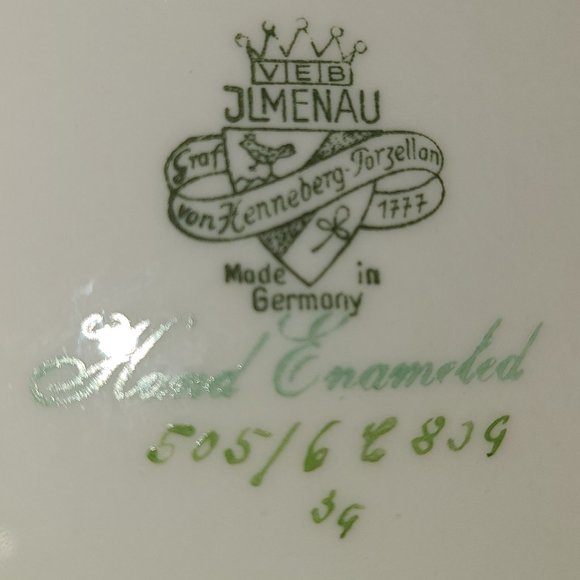 VEB
JLMENAU
Graf
von Henneberg-Porzellan
1777
Made in
Germany
Hand Enameled
505/6 C 839
39